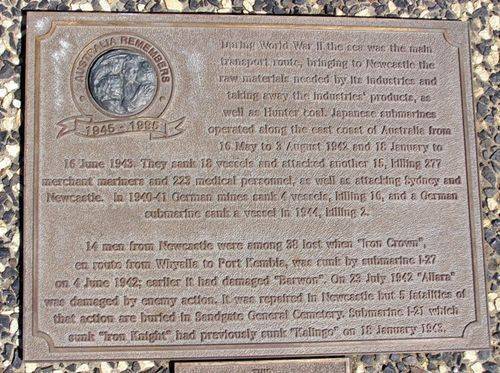 AUSTRALIA REMEMBERS
1945 - 1995
During World War II the sea was the main
transport route, bringing to Newcastle the
raw materials needed by its industries and
taking away the industries' products, as
well as Hunter coal. Japanese submarines
operated along the east coast of Australia from
16 May to 3 August 1942 and 18 January to
16 June 1943. They sank 18 vessels and attacked another 15, killing 277
merchant mariners and 223 medical personnel, as well as attacking Sydney and
Newcastle. In 1940-41 German mines sank 4 vessels, killing 16, and a German
submarine sank a vessel in 1944, killing 2.
14 men from Newcastle were among 38 lost when "Iron Crown",
en route from Whyalla to Port Kembla, was sunk by submarine I-27
on 4 June 1942; earlier it had damaged "Barwon". On 23 July 1942 "Allara"
was damaged by enemy action. It was repaired in Newcastle but 5 fatalities of
that action are buried in Sandgate General Cemetery. Submarine I-21 which
sunk "Iron Knight" had previously sunk "Kalingo" on 18 January 1943.